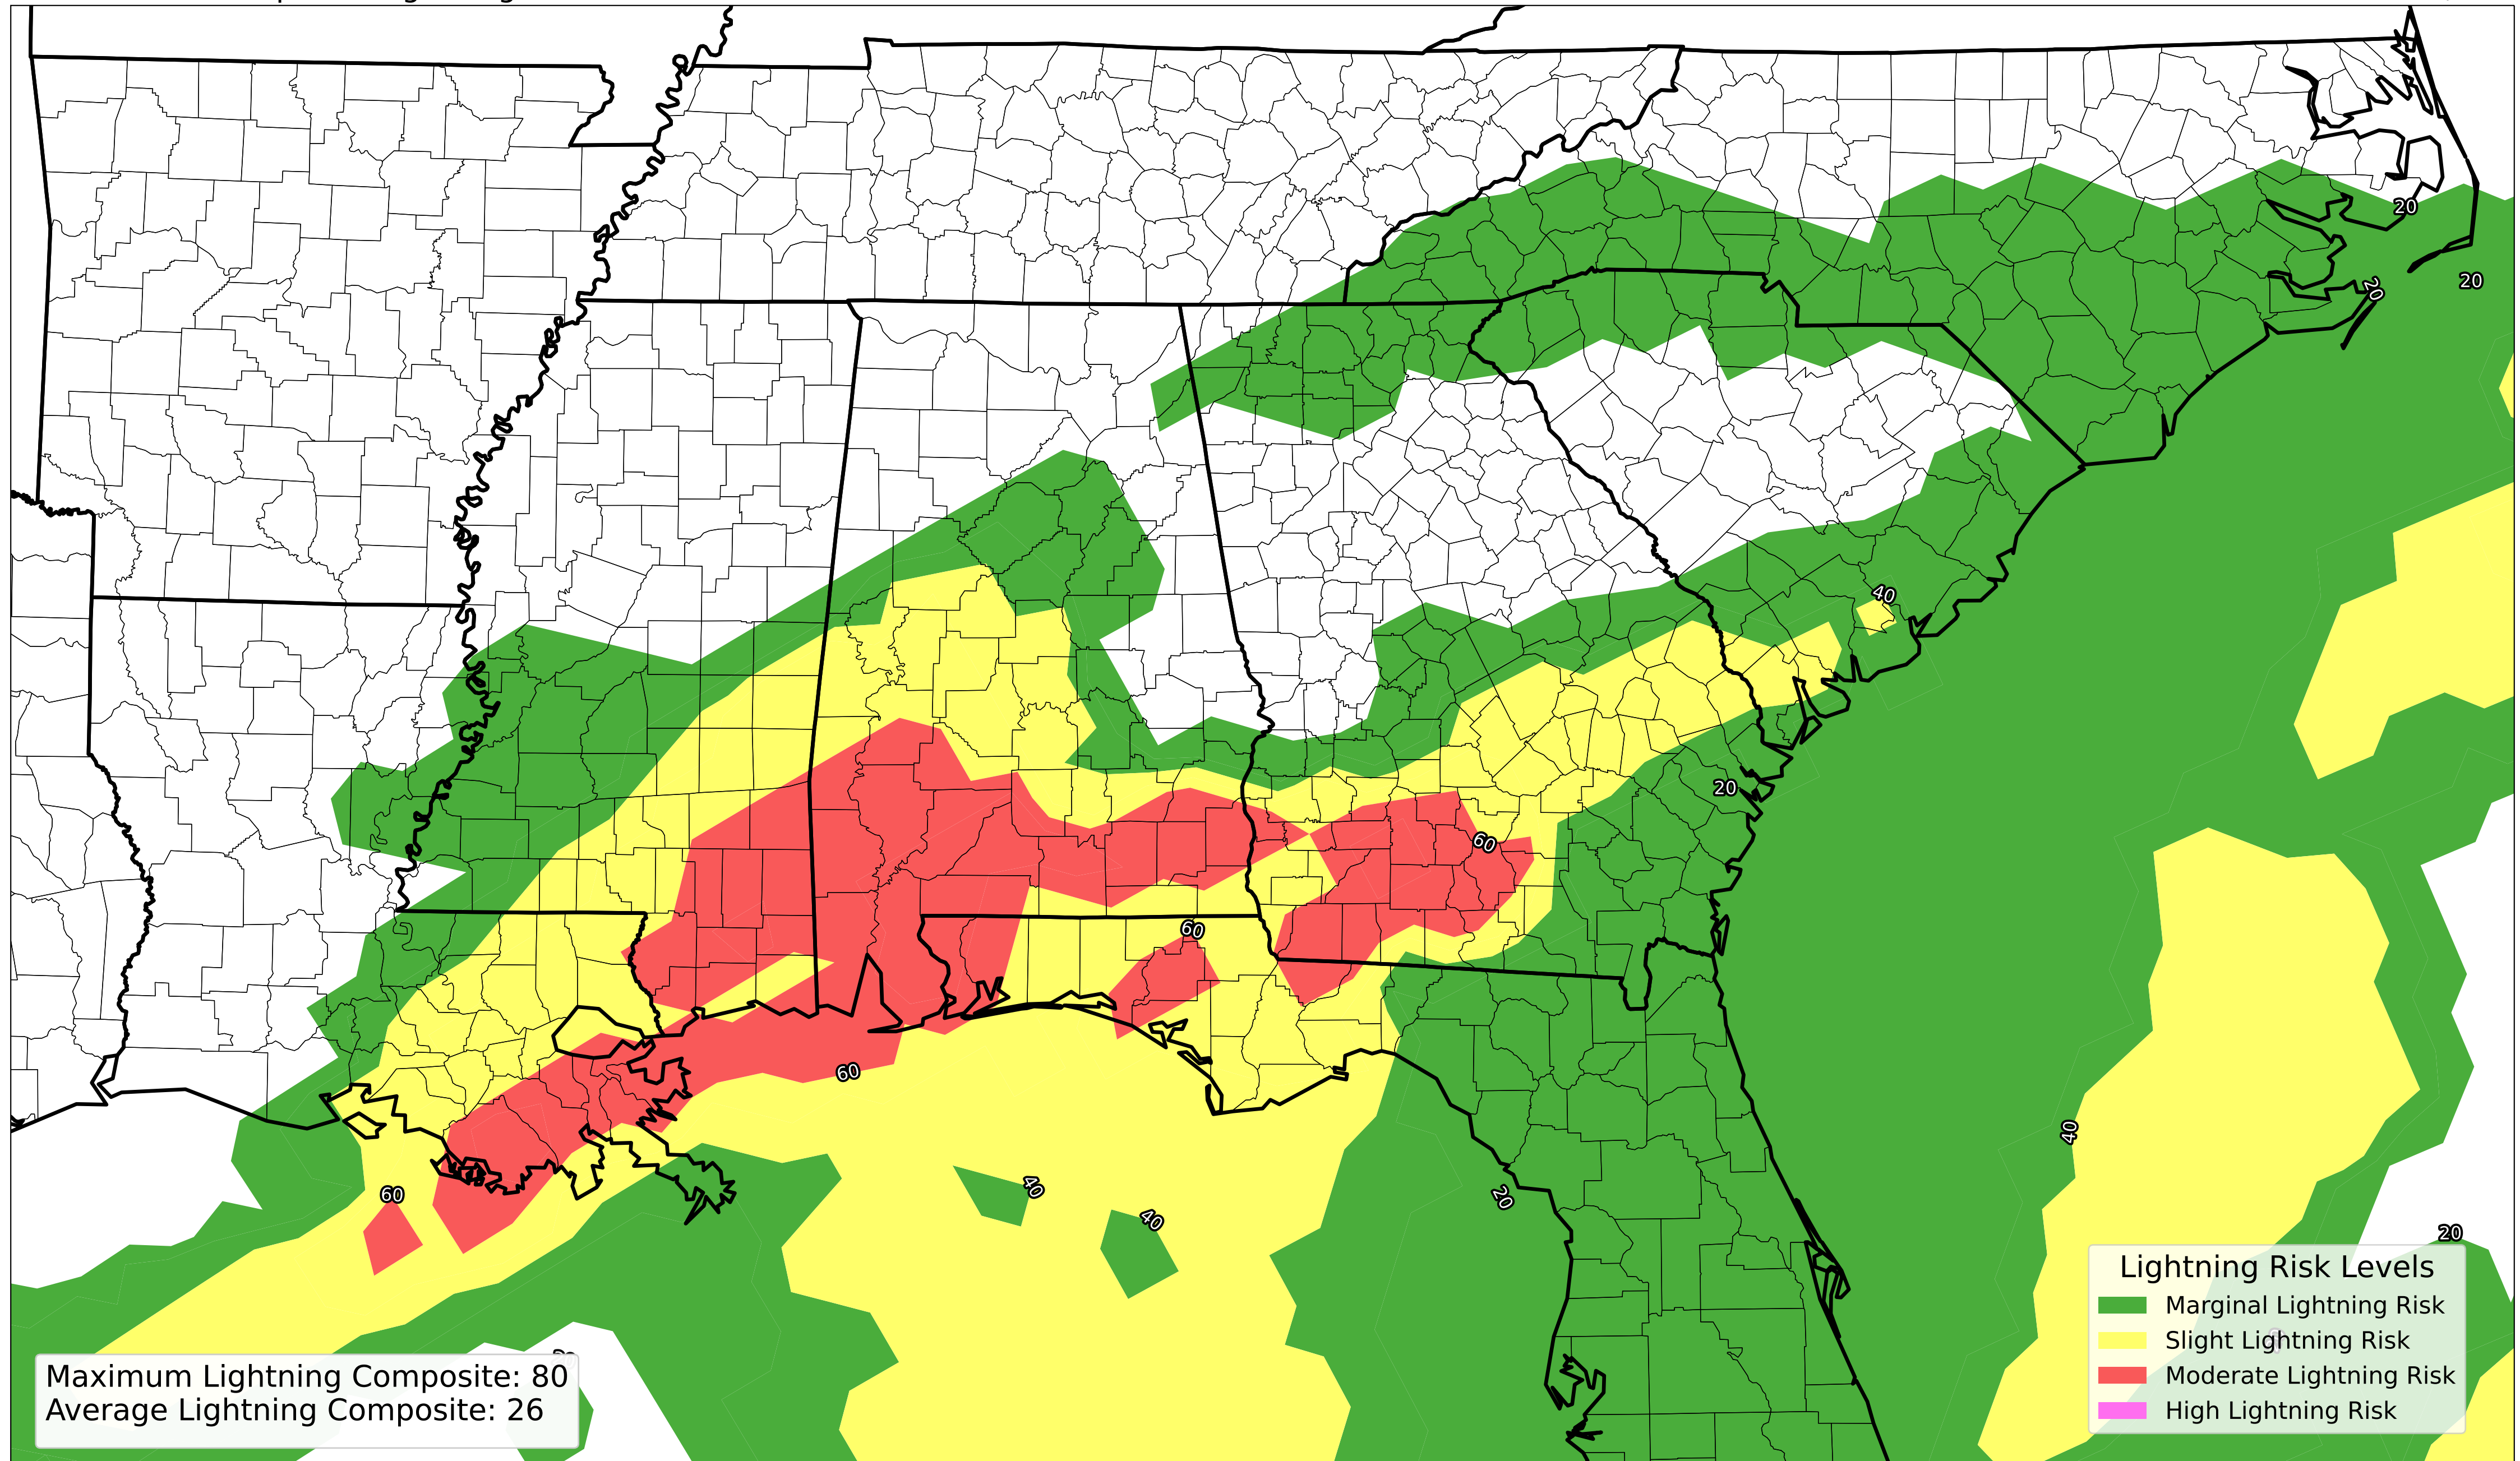 20
20
20
40
20
60
60
60
60
40
40
20
40
20
Lightning Risk Levels
Marginal Lightning Risk
Slight Lightning Risk
Moderate Lightning Risk
High Lightning Risk
Maximum Lightning Composite: 80
Average Lightning Composite: 26